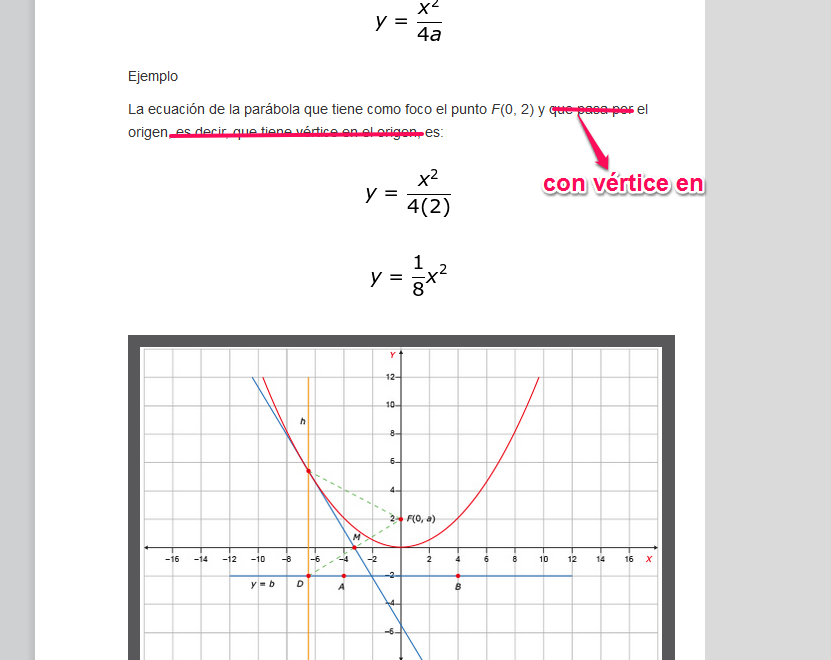 y = x²/4a
Ejemplo
La ecuación de la parábola que tiene como foco el punto F(0, 2) y que pasa por el
origen, es decir, que tiene vértice en el origen, es:
con vértice en
y = x²/4(2)
y = 1/8 x²
Y
12
10
h
8
6
4
2 F(0, a)
M
-16 -14 -12 -10 -8 -6 -4 -2 2 4 6 8 10 12 14 16 X
-2
y = b D A B
-4
-6